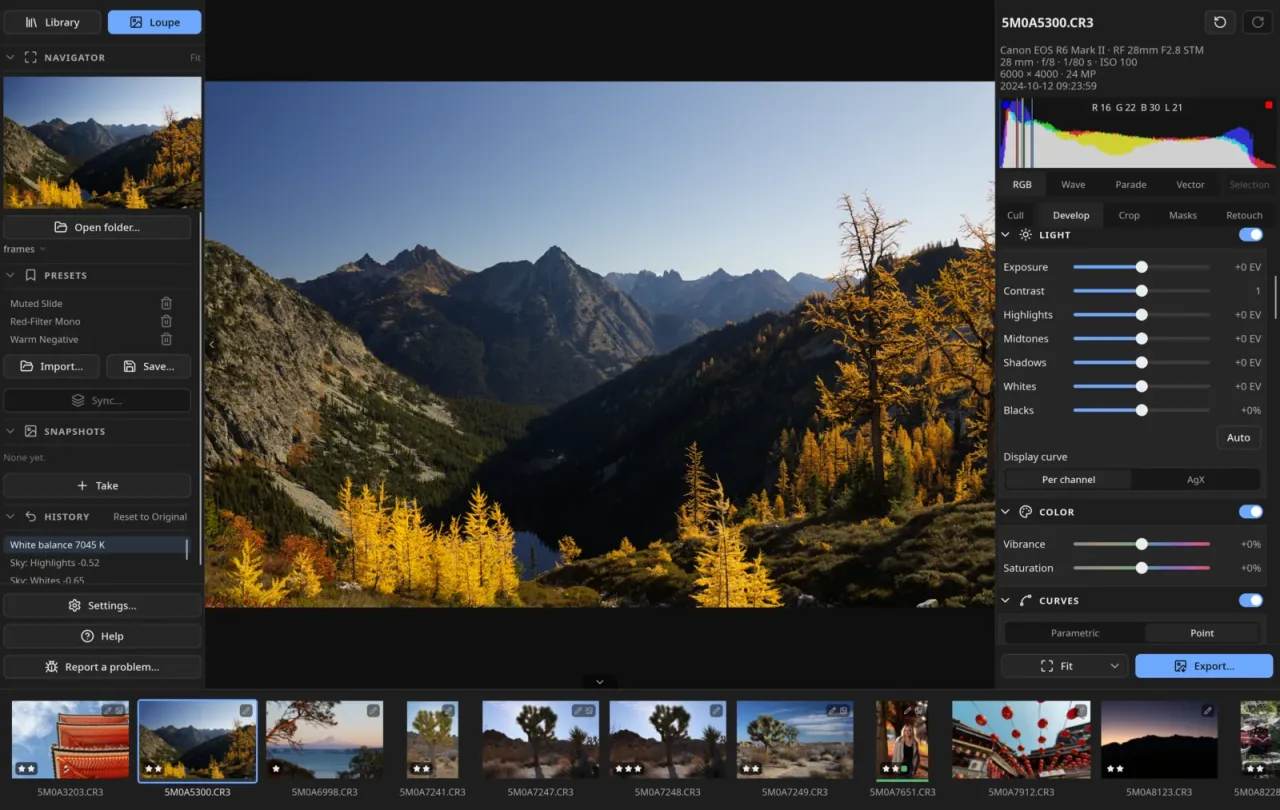 Library
Loupe
NAVIGATOR
Fit
Open folder...
frames
PRESETS
Muted Slide
Red-Filter Mono
Warm Negative
Import...
Save...
Sync...
SNAPSHOTS
None yet.
Take
HISTORY
Reset to Original
White balance 7045 K
Sky: Highlights -0.52
Sky: Whites -0.65
Settings...
Help
Report a problem...
5M0A5300.CR3
Canon EOS R6 Mark II · RF 28mm F2.8 STM
28 mm · f/8 · 1/80 s · ISO 100
6000 × 4000 · 24 MP
2024-10-12 09:23:59
R 16 G 22 B 30 L 21
RGB
Wave
Parade
Vector
Selection
Cull
Develop
Crop
Masks
Retouch
LIGHT
Exposure +0 EV
Contrast 1
Highlights +0 EV
Midtones +0 EV
Shadows +0 EV
Whites +0 EV
Blacks +0%
Auto
Display curve
Per channel
AgX
COLOR
Vibrance +0%
Saturation +0%
CURVES
Parametric
Point
Fit
Export...
5M0A3203.CR3
5M0A5300.CR3
5M0A6998.CR3
5M0A7241.CR3
5M0A7247.CR3
5M0A7248.CR3
5M0A7249.CR3
5M0A7651.CR3
5M0A7912.CR3
5M0A8123.CR3
5M0A8228